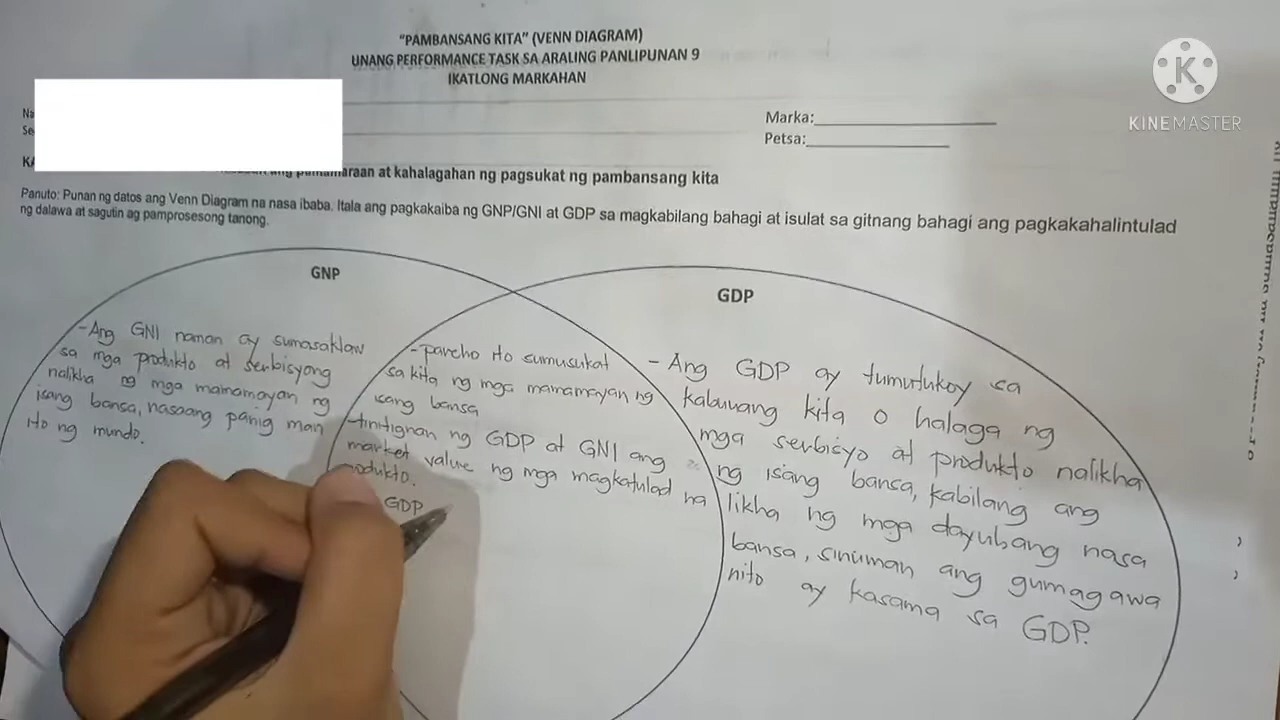 "PAMBANSANG KITA" (VENN DIAGRAM)
UNANG PERFORMANCE TASK SA ARALING PANLIPUNAN 9
IKATLONG MARKAHAN
KINEMASTER
Marka:
Petsa:
at kahalagahan ng pagsukat ng pambansang kita
Panuto: Punan ng datos ang Venn Diagram na nasa ibaba. Itala ang pagkakaiba ng GNP/GNI at GDP sa magkabilang bahagi at isulat sa gitnang bahagi ang pagkakahalintulad
ng dalawa at sagutin ag pamprosesong tanong.
GNP
-Ang GNI naman ay sumasaklaw
sa mga produkto at serbisyong
nalikha ng mga mamamayan ng
isang bansa, nasaang panig man
ito ng mundo.
-pareho ito sumusukat
sa kita ng mga mamamayan ng
isang bansa
-tinitignan ng GDP at GNI ang
market value ng mga magkatulad na
GDP
GDP
- Ang GDP ay tumutukoy sa
kabuuang kita o halaga ng
mga serbisyo at produkto nalikha
ng isang bansa, kabilang ang
likha ng mga dayuhang nasa
bansa, sinuman ang gumagawa
nito ay kasama sa GDP.